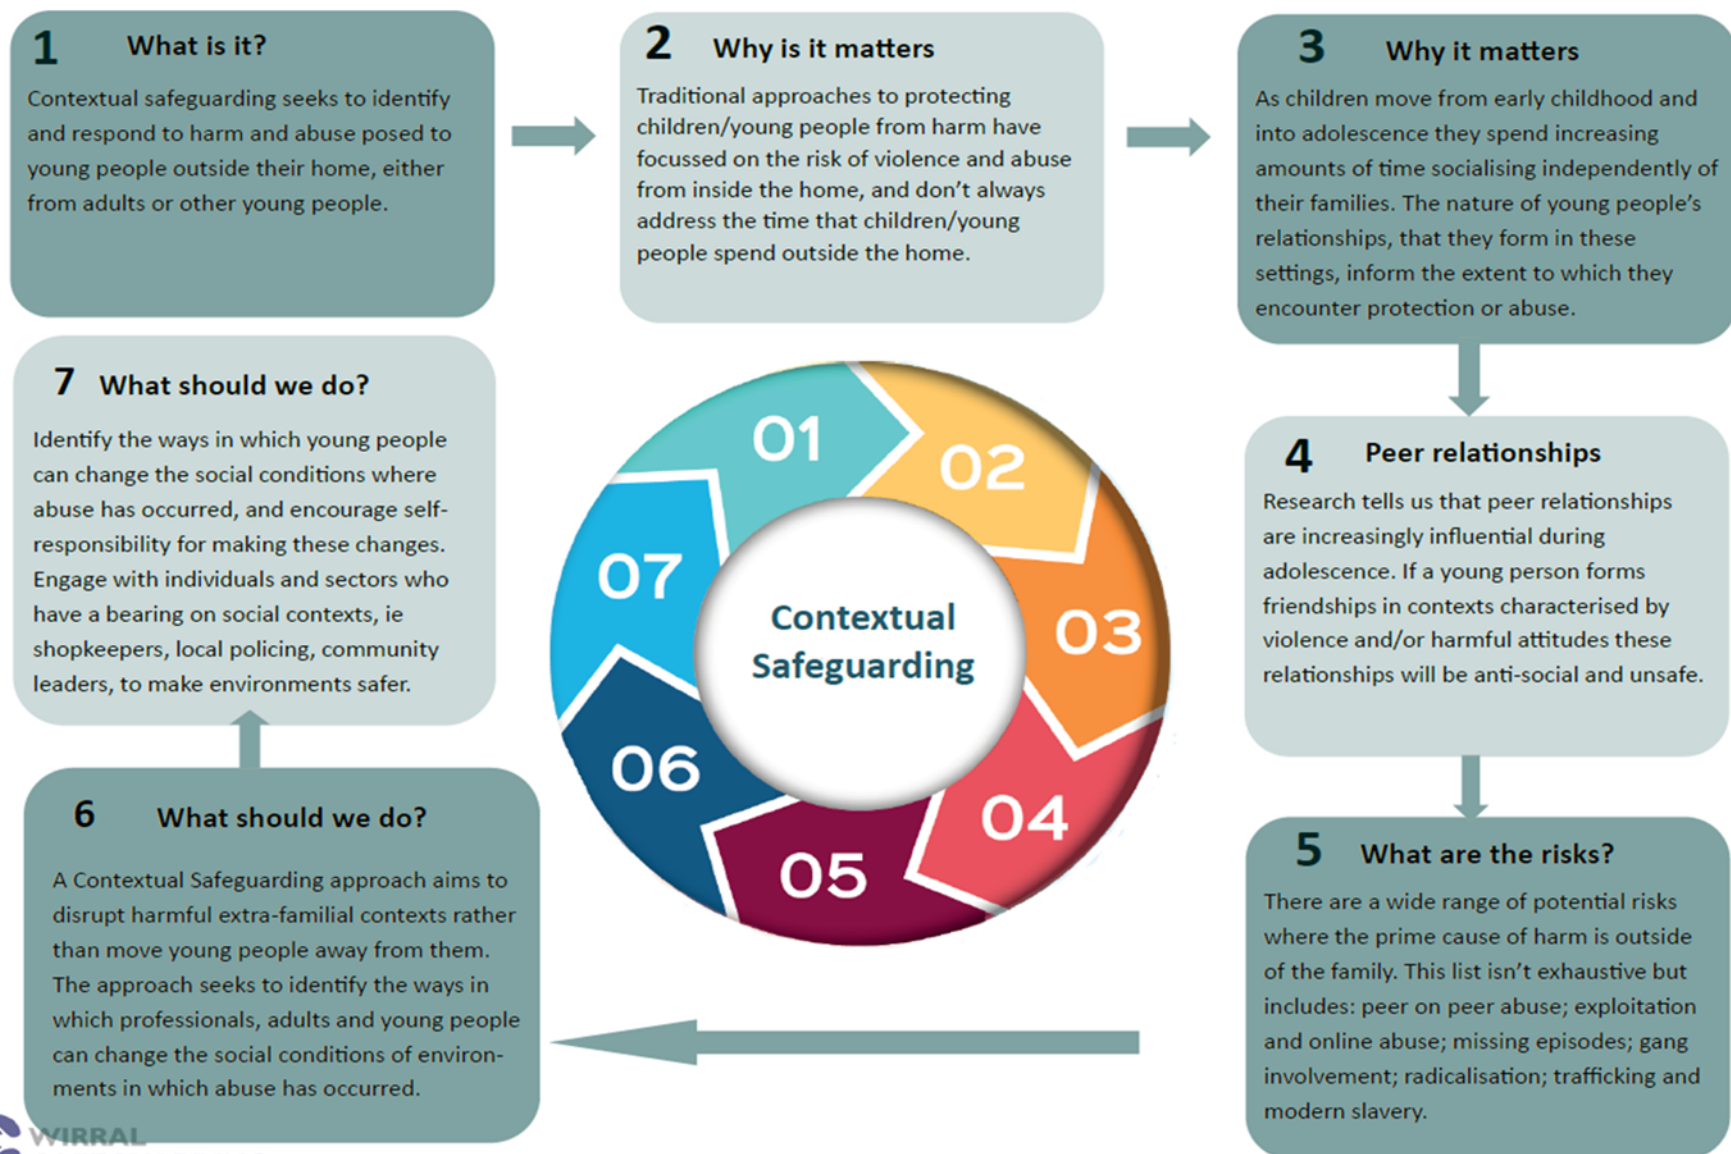 1 What is it?
Contextual safeguarding seeks to identify
and respond to harm and abuse posed to
young people outside their home, either
from adults or other young people.
2 Why is it matters
Traditional approaches to protecting
children/young people from harm have
focussed on the risk of violence and abuse
from inside the home, and don’t always
address the time that children/young
people spend outside the home.
3 Why it matters
As children move from early childhood and
into adolescence they spend increasing
amounts of time socialising independently of
their families. The nature of young people’s
relationships, that they form in these
settings, inform the extent to which they
encounter protection or abuse.
4 Peer relationships
Research tells us that peer relationships
are increasingly influential during
adolescence. If a young person forms
friendships in contexts characterised by
violence and/or harmful attitudes these
relationships will be anti-social and unsafe.
5 What are the risks?
There are a wide range of potential risks
where the prime cause of harm is outside
of the family. This list isn’t exhaustive but
includes: peer on peer abuse; exploitation
and online abuse; missing episodes; gang
involvement; radicalisation; trafficking and
modern slavery.
6 What should we do?
A Contextual Safeguarding approach aims to
disrupt harmful extra-familial contexts rather
than move young people away from them.
The approach seeks to identify the ways in
which professionals, adults and young people
can change the social conditions of environ-
ments in which abuse has occurred.
7 What should we do?
Identify the ways in which young people
can change the social conditions where
abuse has occurred, and encourage self-
responsibility for making these changes.
Engage with individuals and sectors who
have a bearing on social contexts, ie
shopkeepers, local policing, community
leaders, to make environments safer.
01
02
03
04
05
06
07
Contextual
Safeguarding
WIRRAL